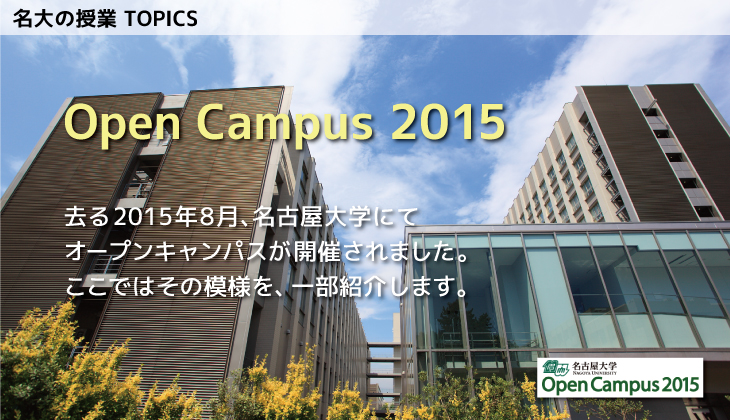 名大の授業 TOPICS
Open Campus 2015
去る2015年8月、名古屋大学にて
オープンキャンパスが開催されました。
ここではその模様を、一部紹介します。
名古屋大学
NAGOYA UNIVERSITY
Open Campus 2015